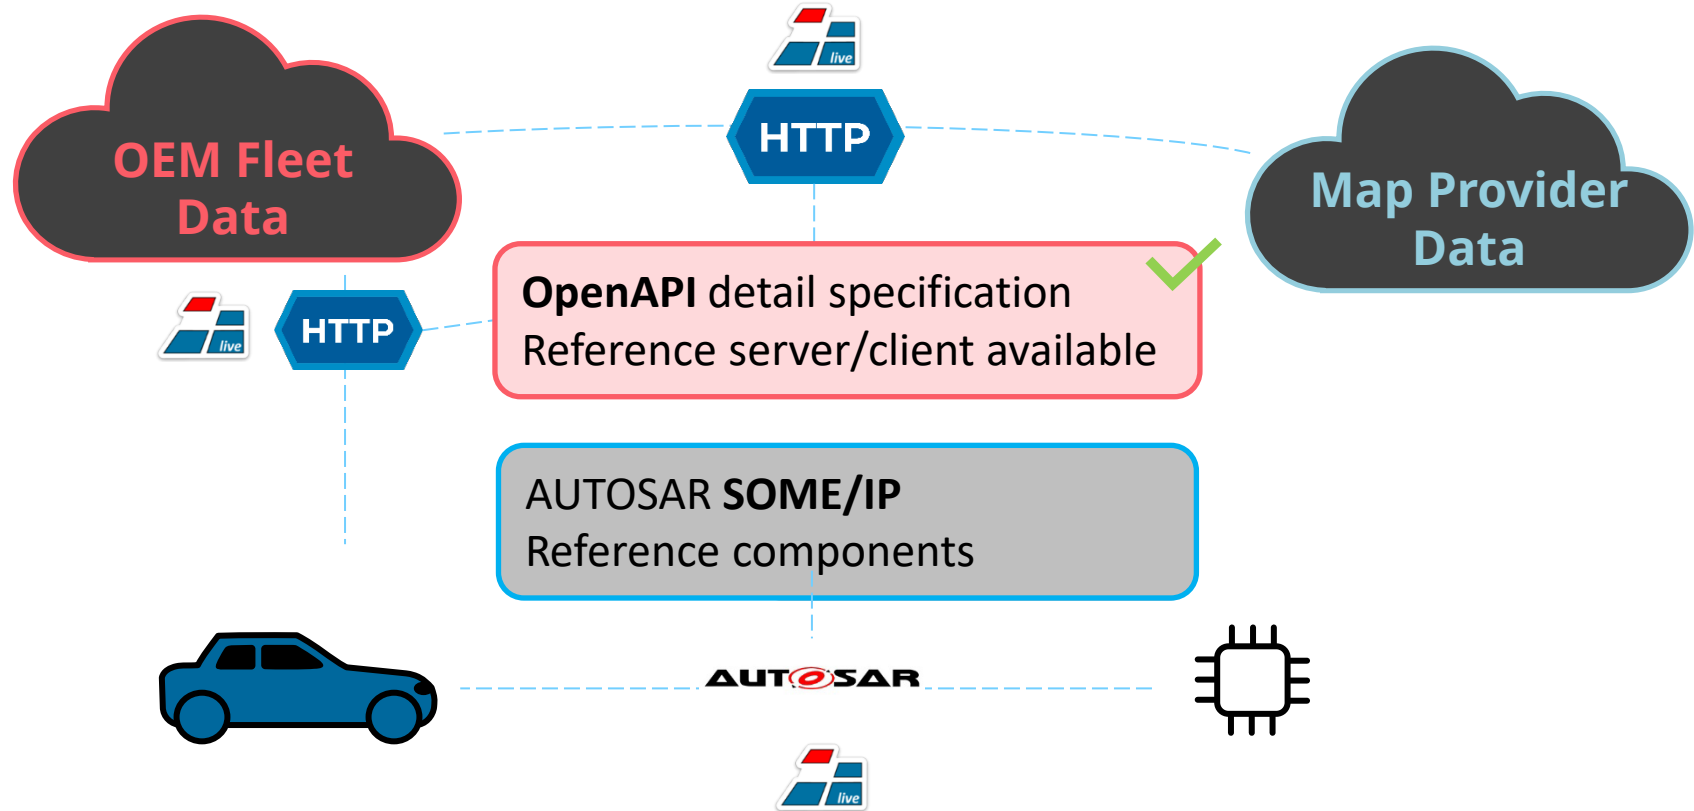 live
HTTP
OEM Fleet
Data
Map Provider
Data
OpenAPI detail specification
Reference server/client available
live
HTTP
AUTOSAR SOME/IP
Reference components
AUTOSAR
live